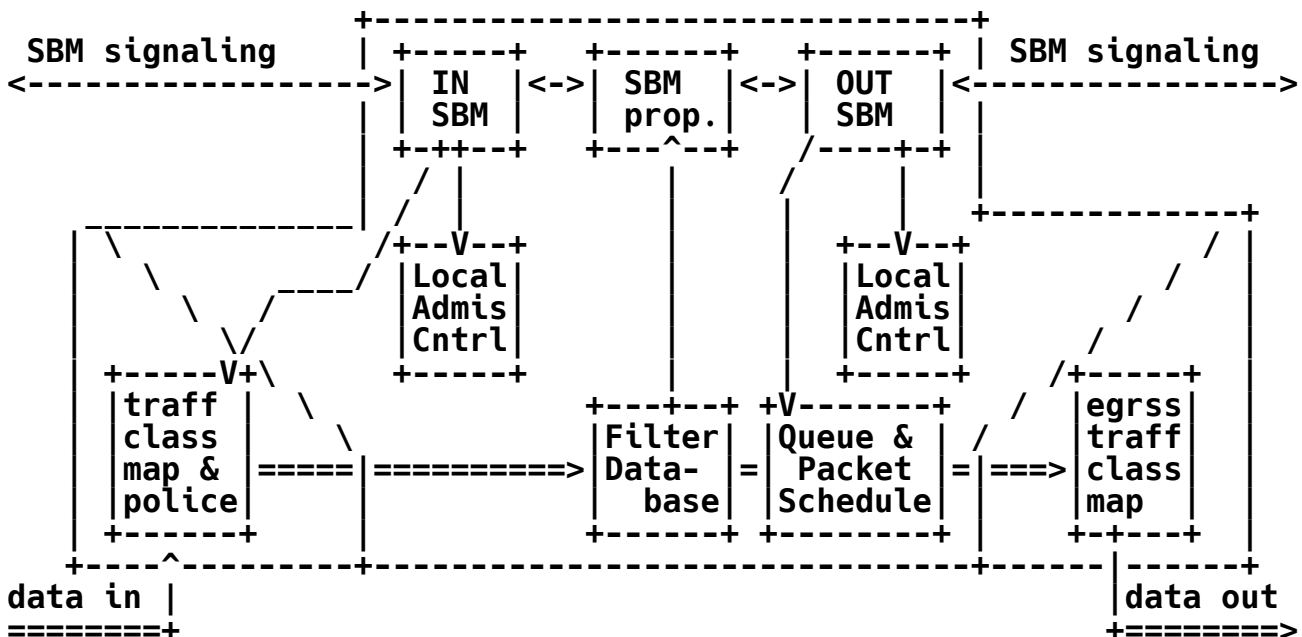 SBM signaling
SBM signaling
IN
SBM
SBM
prop.
OUT
SBM
Local
Admis
Cntrl
Local
Admis
Cntrl
traff
class
map &
police
Filter
Data-
base
Queue &
Packet
Schedule
egrss
traff
class
map
data in
data out